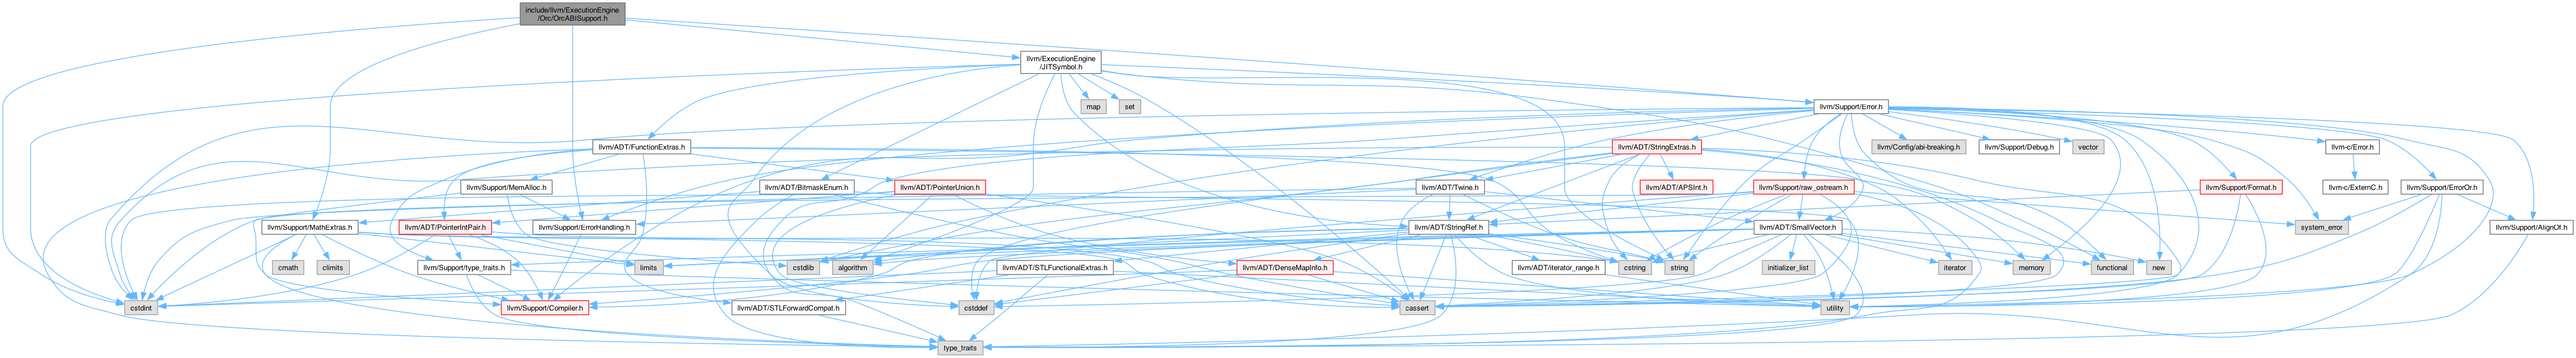 include/llvm/ExecutionEngine
/Orc/OrcABISupport.h
llvm/ExecutionEngine
/JITSymbol.h
map
set
llvm/Support/Error.h
llvm/ADT/FunctionExtras.h
llvm/ADT/StringExtras.h
llvm/Config/abi-breaking.h
llvm/Support/Debug.h
vector
llvm-c/Error.h
llvm/Support/MemAlloc.h
llvm/ADT/BitmaskEnum.h
llvm/ADT/PointerUnion.h
llvm/ADT/Twine.h
llvm/ADT/APSInt.h
llvm/Support/raw_ostream.h
llvm/Support/Format.h
llvm-c/ExternC.h
llvm/Support/ErrorOr.h
llvm/Support/MathExtras.h
llvm/ADT/PointerIntPair.h
llvm/Support/ErrorHandling.h
llvm/ADT/StringRef.h
llvm/ADT/SmallVector.h
system_error
llvm/Support/AlignOf.h
cmath
climits
llvm/Support/type_traits.h
limits
cstdlib
algorithm
llvm/ADT/STLFunctionalExtras.h
llvm/ADT/DenseMapInfo.h
llvm/ADT/iterator_range.h
cstring
string
initializer_list
iterator
memory
functional
new
cstdint
llvm/Support/Compiler.h
llvm/ADT/STLForwardCompat.h
cstddef
cassert
utility
type_traits